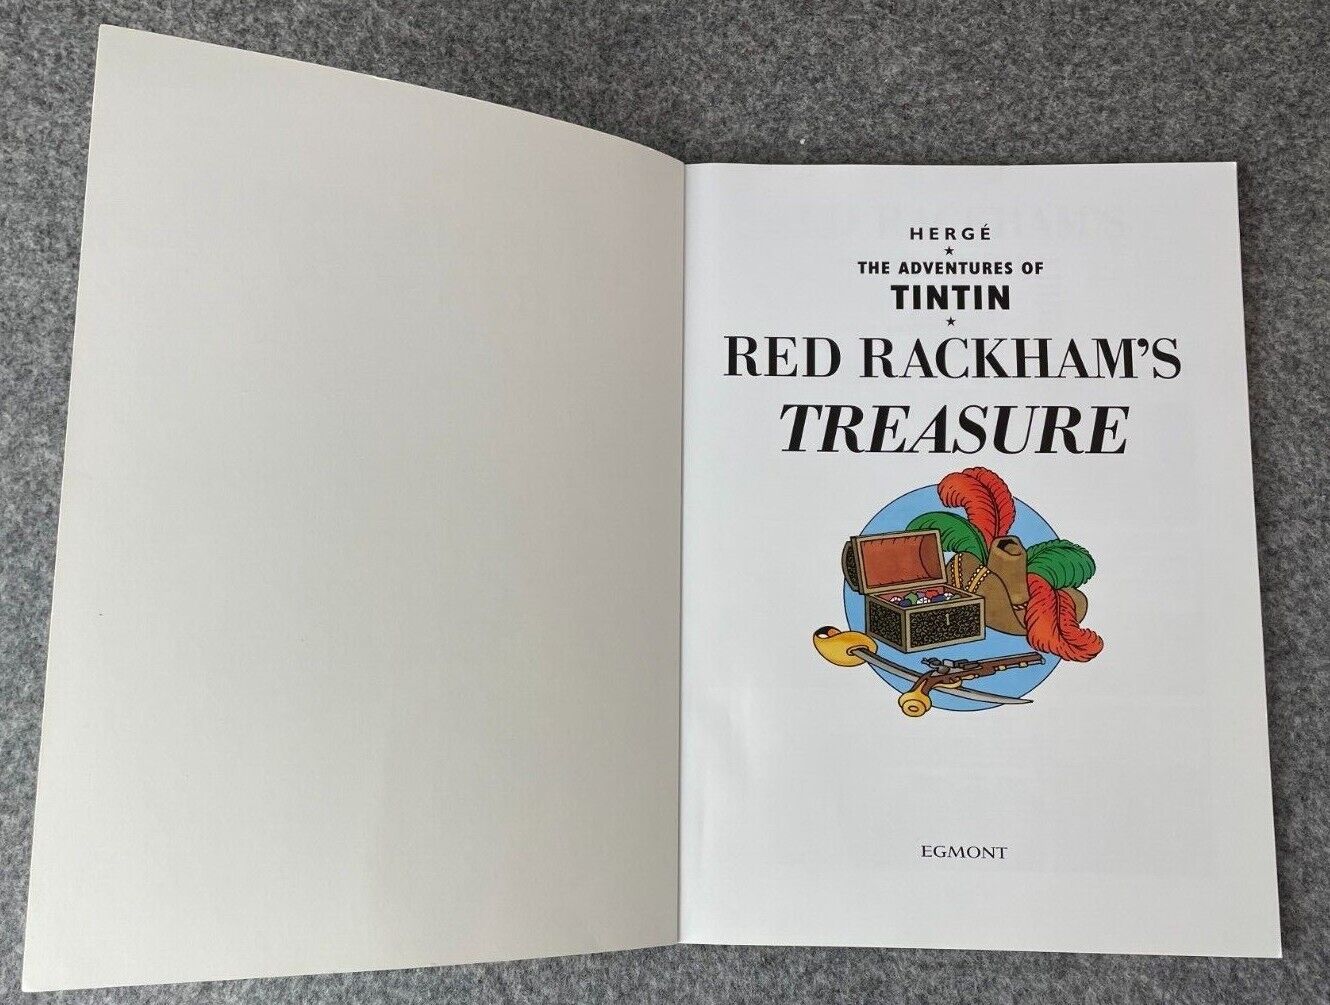 HERGÉ
THE ADVENTURES OF
TINTIN
RED RACKHAM'S
TREASURE
EGMONT